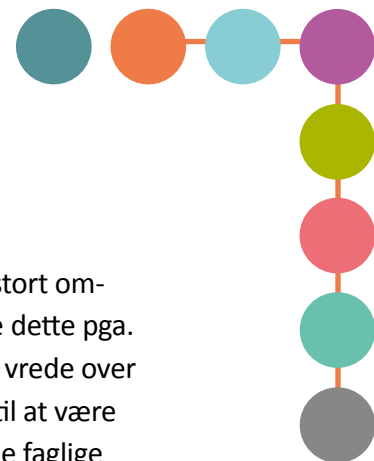 stort om-
e dette pga.
vrede over
til at være
e faglige